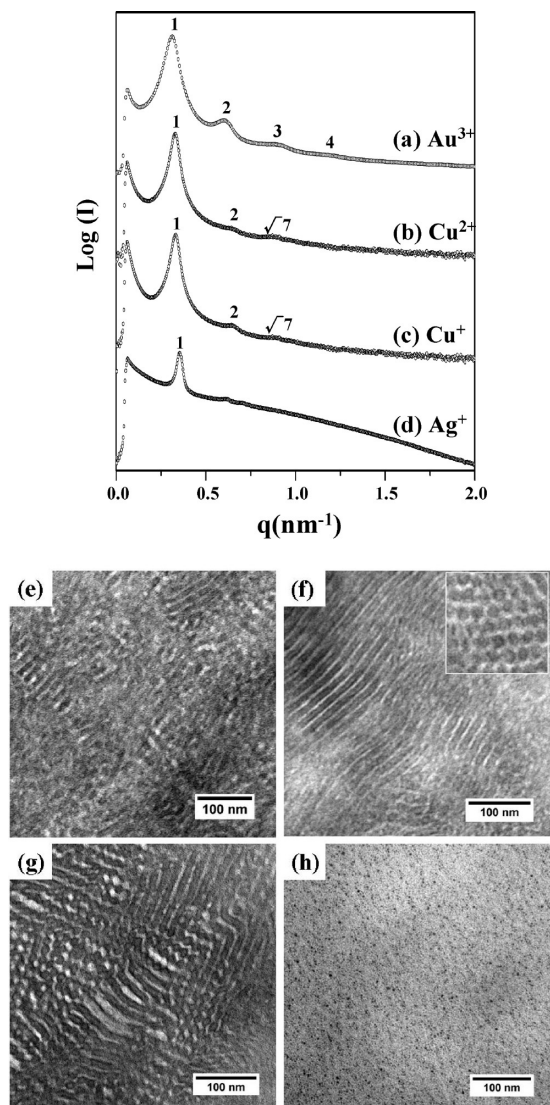 1
2
3
4
(a) Au³⁺
1
2
√7
(b) Cu²⁺
1
2
√7
(c) Cu⁺
1
(d) Ag⁺
Log (I)
0.0 0.5 1.0 1.5 2.0
q(nm⁻¹)
(e)
100 nm
(f)
100 nm
(g)
100 nm
(h)
100 nm